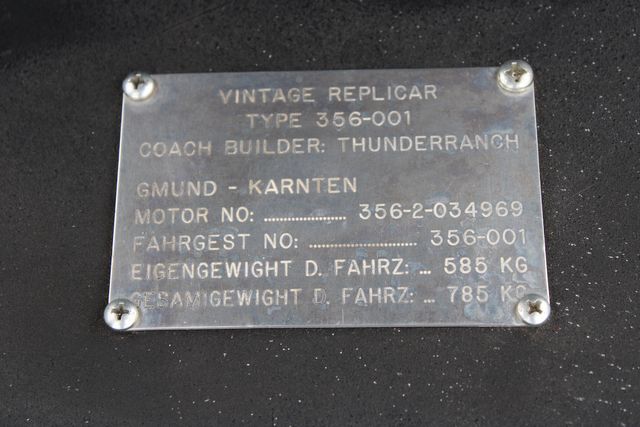 VINTAGE REPLICAR
TYPE 356-001
COACH BUILDER: THUNDERRANCH
GMUND - KARNTEN
MOTOR NO: .................. 356-2-034969
FAHRGEST NO: ........................ 356-001
EIGENGEWIGHT D. FAHRZ: ... 585 KG
GESAMIGEWIGHT D. FAHRZ: ... 785 KG